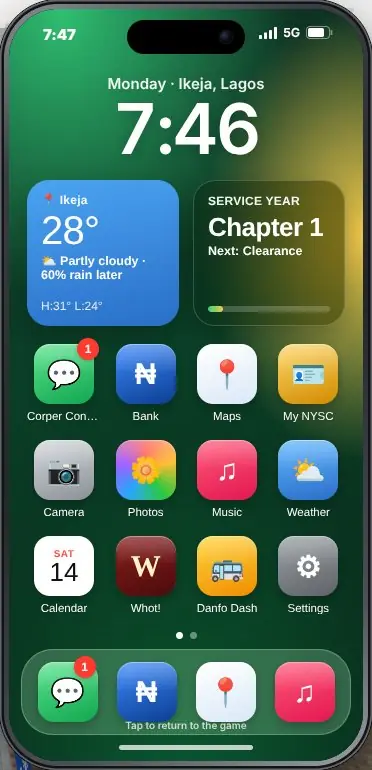 7:47
5G
Monday · Ikeja, Lagos
7:46
📍 Ikeja
28°
⛅ Partly cloudy ·
60% rain later
H:31° L:24°
SERVICE YEAR
Chapter 1
Next: Clearance
1
₦
Corper Con…
Bank
Maps
My NYSC
Camera
Photos
Music
Weather
SAT
14
W
Calendar
Whot!
Danfo Dash
Settings
1
₦
Tap to return to the game